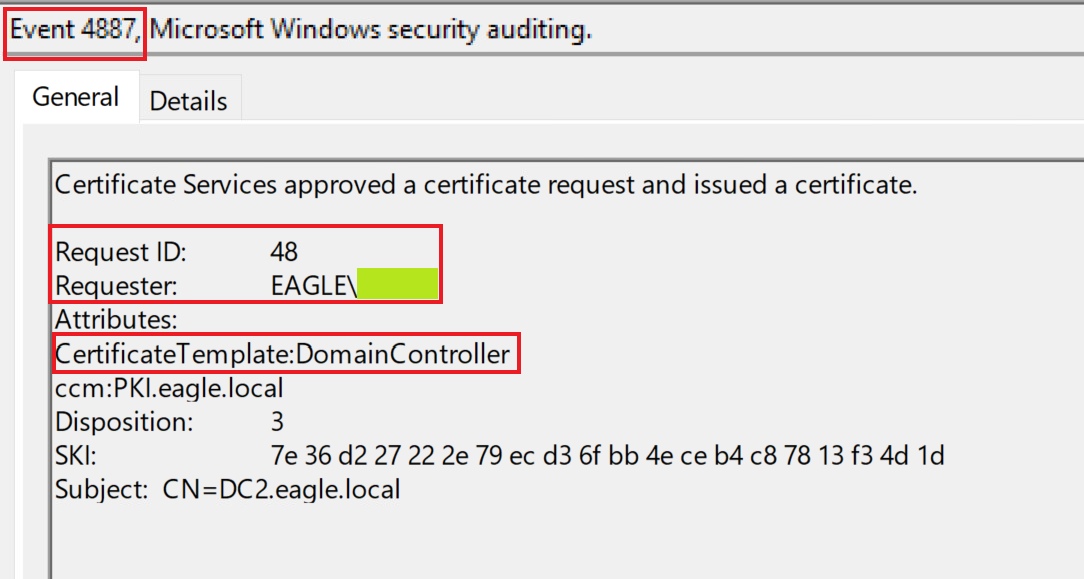 Event 4887, Microsoft Windows security auditing.
General Details
Certificate Services approved a certificate request and issued a certificate.
Request ID: 48
Requester: EAGLE\
Attributes:
CertificateTemplate:DomainController
ccm:PKI.eagle.local
Disposition: 3
SKI: 7e 36 d2 27 22 2e 79 ec d3 6f bb 4e ce b4 c8 78 13 f3 4d 1d
Subject: CN=DC2.eagle.local